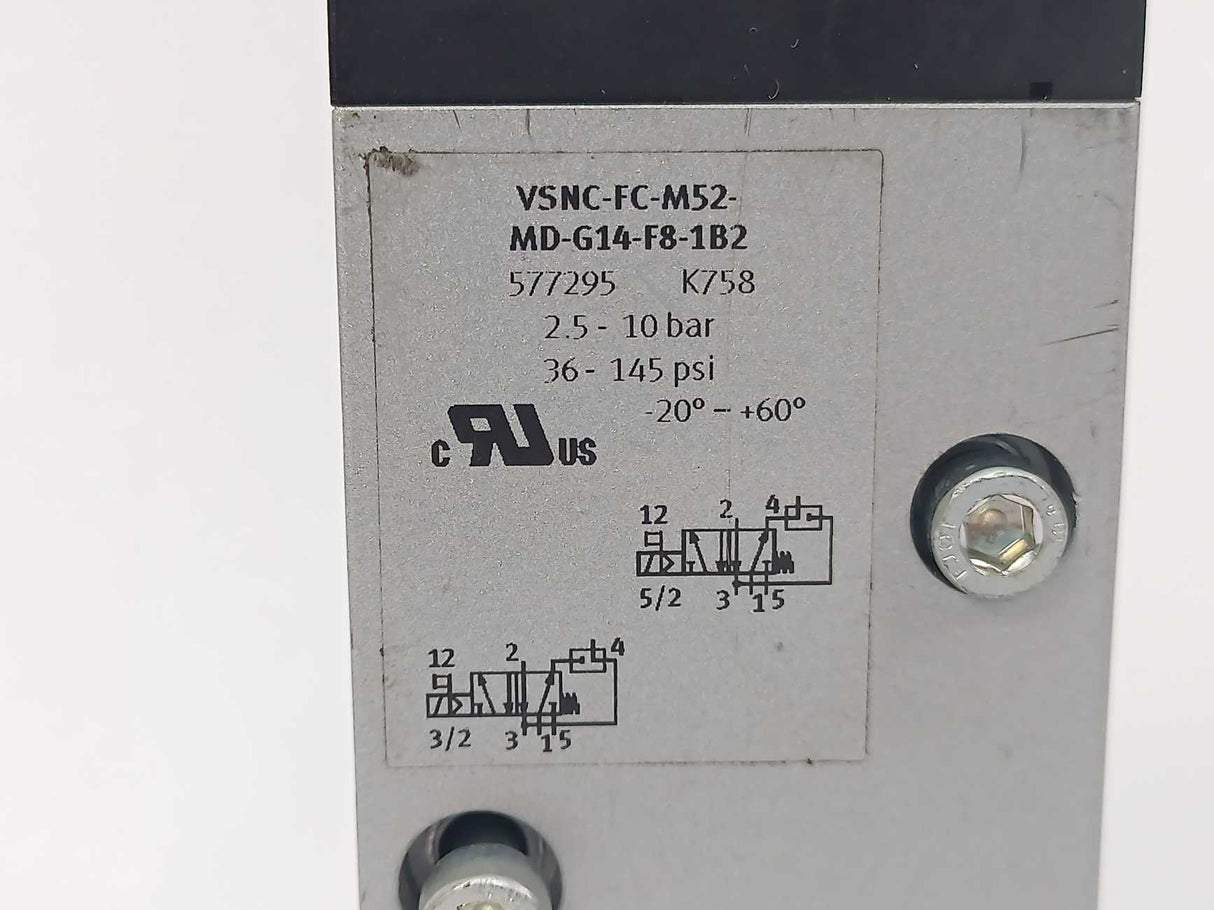 VSNC-FC-M52-
MD-G14-F8-1B2
577295 K758
2.5 - 10 bar
36 - 145 psi
-20° – +60°
c RU US
12 2 4
5/2 3 1 5
12 2 4
3/2 3 1 5